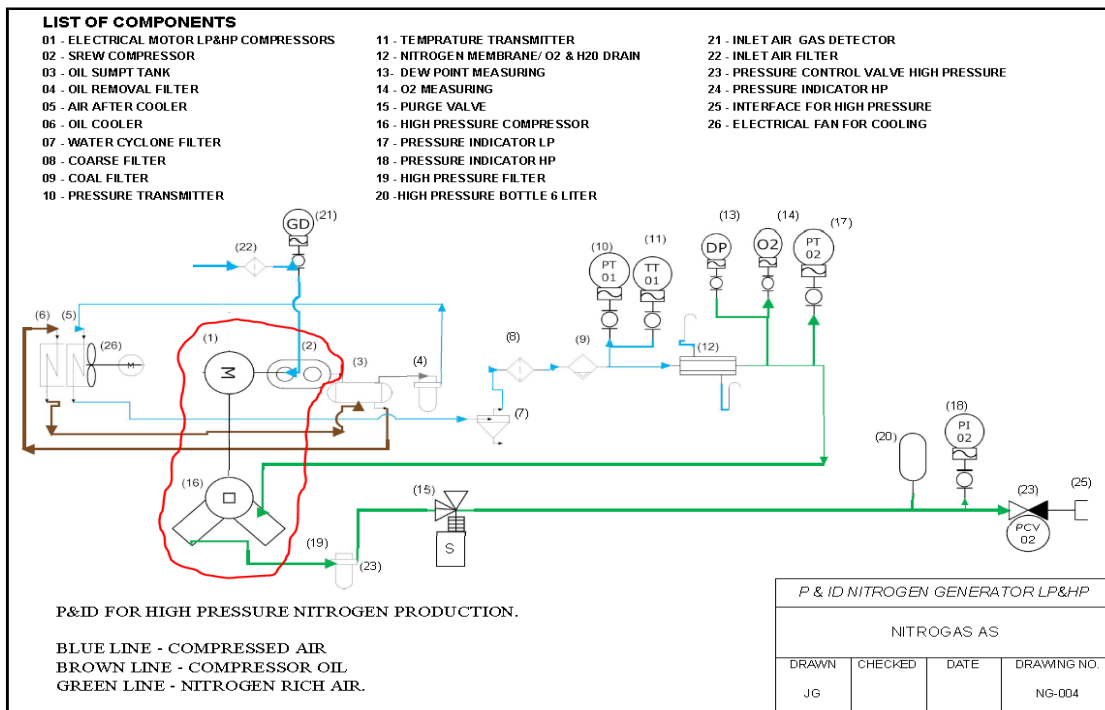 LIST OF COMPONENTS
01 - ELECTRICAL MOTOR LP&HP COMPRESSORS
02 - SREW COMPRESSOR
03 - OIL SUMPT TANK
04 - OIL REMOVAL FILTER
05 - AIR AFTER COOLER
06 - OIL COOLER
07 - WATER CYCLONE FILTER
08 - COARSE FILTER
09 - COAL FILTER
10 - PRESSURE TRANSMITTER
11 - TEMPRATURE TRANSMITTER
12 - NITROGEN MEMBRANE/ O2 & H20 DRAIN
13- DEW POINT MEASURING
14 - O2 MEASURING
15 - PURGE VALVE
16 - HIGH PRESSURE COMPRESSOR
17 - PRESSURE INDICATOR LP
18 - PRESSURE INDICATOR HP
19 - HIGH PRESSURE FILTER
20 -HIGH PRESSURE BOTTLE 6 LITER
21 - INLET AIR GAS DETECTOR
22 - INLET AIR FILTER
23 - PRESSURE CONTROL VALVE HIGH PRESSURE
24 - PRESSURE INDICATOR HP
25 - INTERFACE FOR HIGH PRESSURE
26 - ELECTRICAL FAN FOR COOLING
GD
(21)
(22)
(13)
DP
(14)
O2
(17)
PT
02
(10)
PT
01
(11)
TT
01
(6)
(5)
(26)
M
(1)
M
(2)
(3)
(4)
(7)
(8)
(9)
(12)
(16)
(19)
(23)
(15)
S
(20)
(18)
PI
02
(23)
PCV
02
(25)
P&ID FOR HIGH PRESSURE NITROGEN PRODUCTION.
BLUE LINE - COMPRESSED AIR
BROWN LINE - COMPRESSOR OIL
GREEN LINE - NITROGEN RICH AIR.
P & ID NITROGEN GENERATOR LP&HP
NITROGAS AS
DRAWN
CHECKED
DATE
DRAWING NO.
JG
NG-004